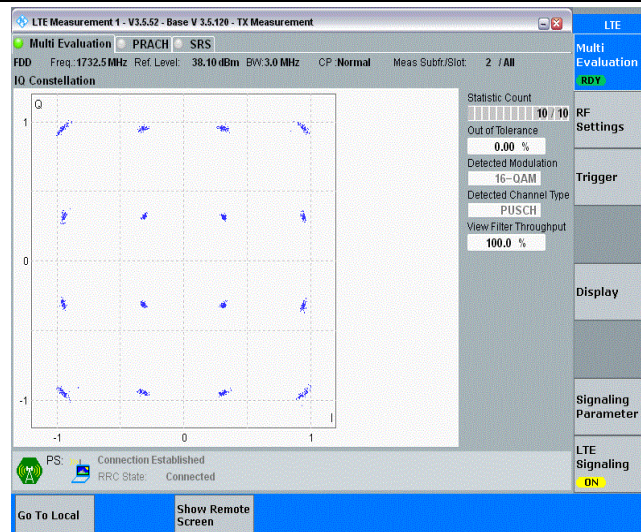 LTE Measurement 1 - V3.5.52 - Base V 3.5.120 - TX Measurement
LTE
Multi Evaluation PRACH SRS
Multi
Evaluation
RDY
FDD Freq.:1732.5 MHz Ref. Level: 38.10 dBm BW:3.0 MHz CP :Normal Meas Subfr./Slot: 2 / All
IQ Constellation
Q
1
0
-1
-1 0 1
I
Statistic Count
10 / 10
Out of Tolerance
0.00 %
Detected Modulation
16-QAM
Detected Channel Type
PUSCH
View Filter Throughput
100.0 %
RF
Settings
Trigger
Display
Signaling
Parameter
LTE
Signaling
ON
PS: Connection Established
RRC State: Connected
Go To Local
Show Remote
Screen